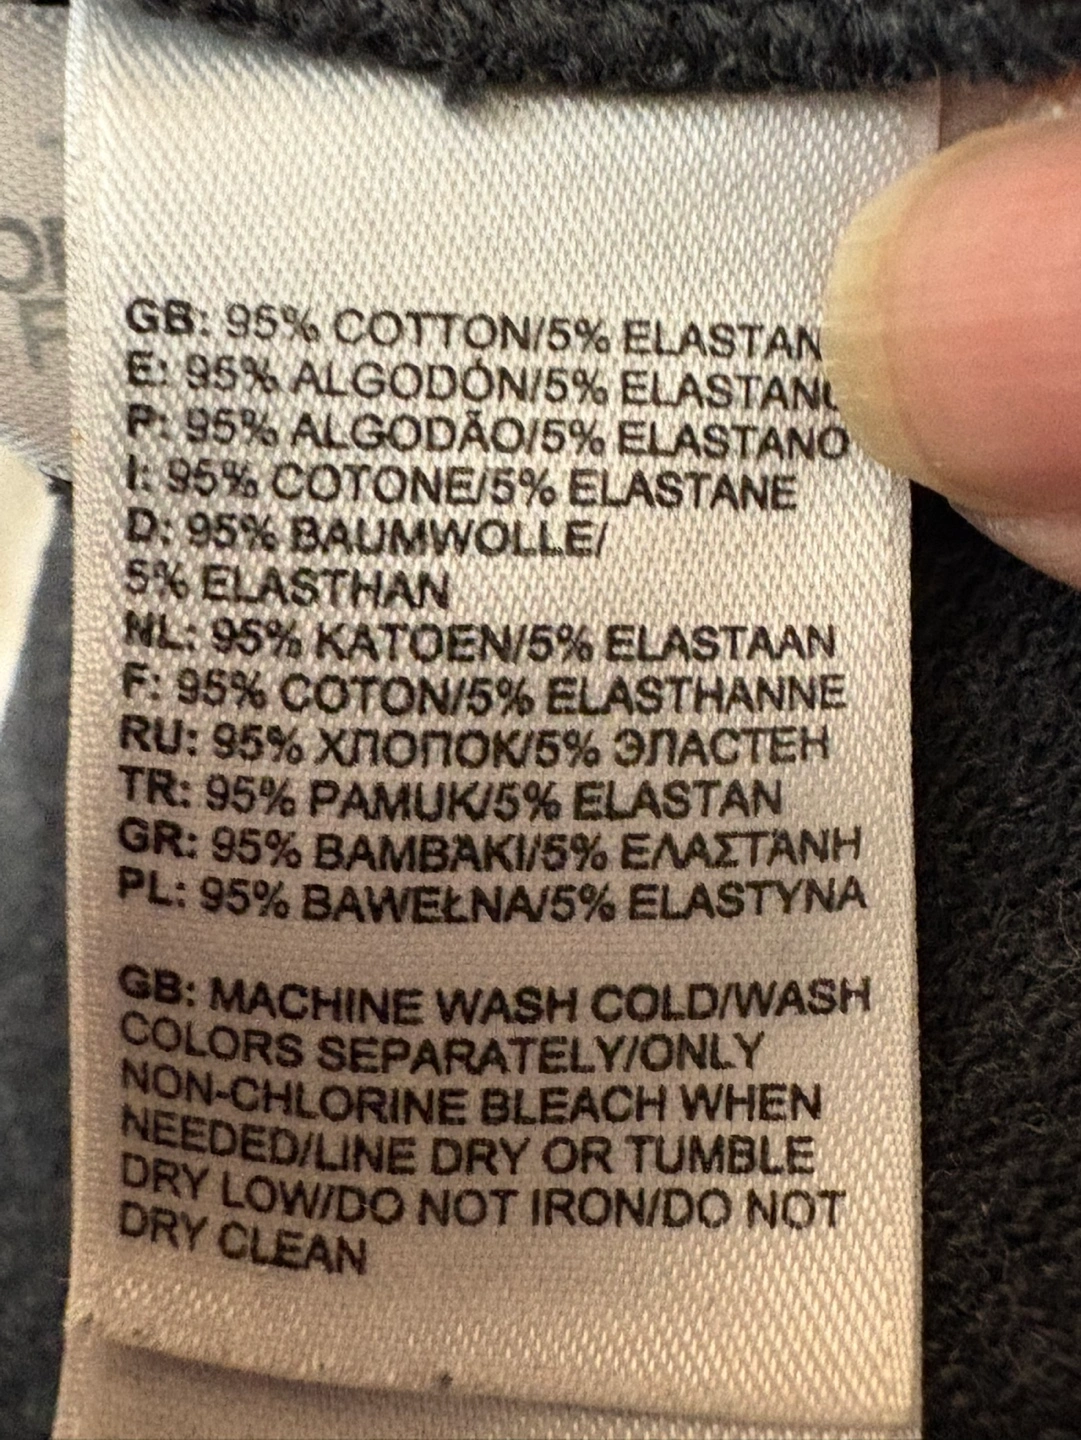 GB: 95% COTTON/5% ELASTAN
E: 95% ALGODÓN/5% ELASTANO
P: 95% ALGODÃO/5% ELASTANO
I: 95% COTONE/5% ELASTANE
D: 95% BAUMWOLLE/
5% ELASTHAN
NL: 95% KATOEN/5% ELASTAAN
F: 95% COTON/5% ELASTHANNE
RU: 95% ХЛОПОК/5% ЭЛАСТЕН
TR: 95% PAMUK/5% ELASTAN
GR: 95% ΒΑΜΒΆΚΙ/5% ΕΛΑΣΤΆΝΗ
PL: 95% BAWEŁNA/5% ELASTYNA
GB: MACHINE WASH COLD/WASH
COLORS SEPARATELY/ONLY
NON-CHLORINE BLEACH WHEN
NEEDED/LINE DRY OR TUMBLE
DRY LOW/DO NOT IRON/DO NOT
DRY CLEAN